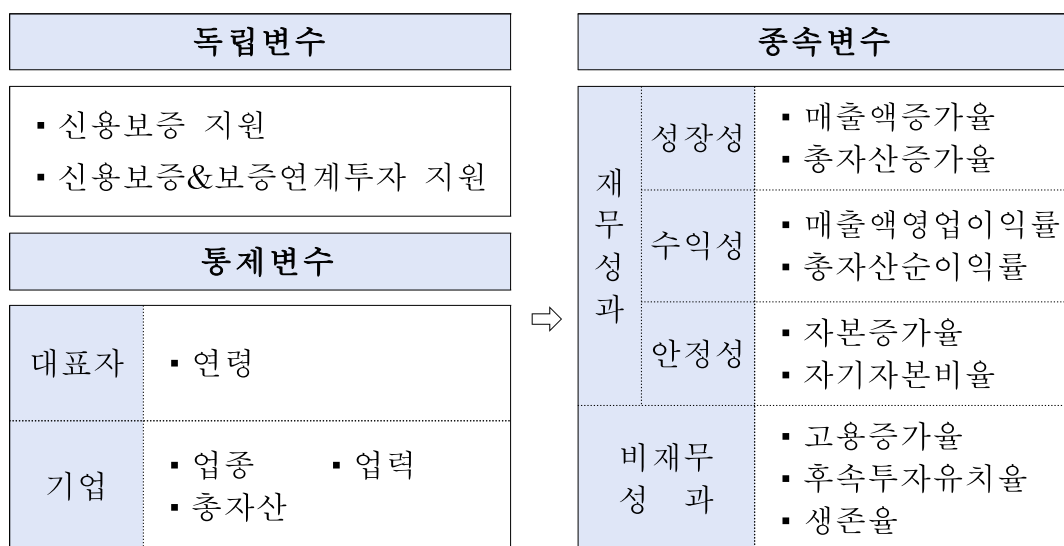 독립변수
▪ 신용보증 지원
▪ 신용보증&보증연계투자 지원
통제변수
대표자
▪ 연령
기업
▪ 업종 ▪ 업력
▪ 총자산
⇨
종속변수
재
무
성
과
성장성
▪ 매출액증가율
▪ 총자산증가율
수익성
▪ 매출액영업이익률
▪ 총자산순이익률
안정성
▪ 자본증가율
▪ 자기자본비율
비재무
성 과
▪ 고용증가율
▪ 후속투자유치율
▪ 생존율